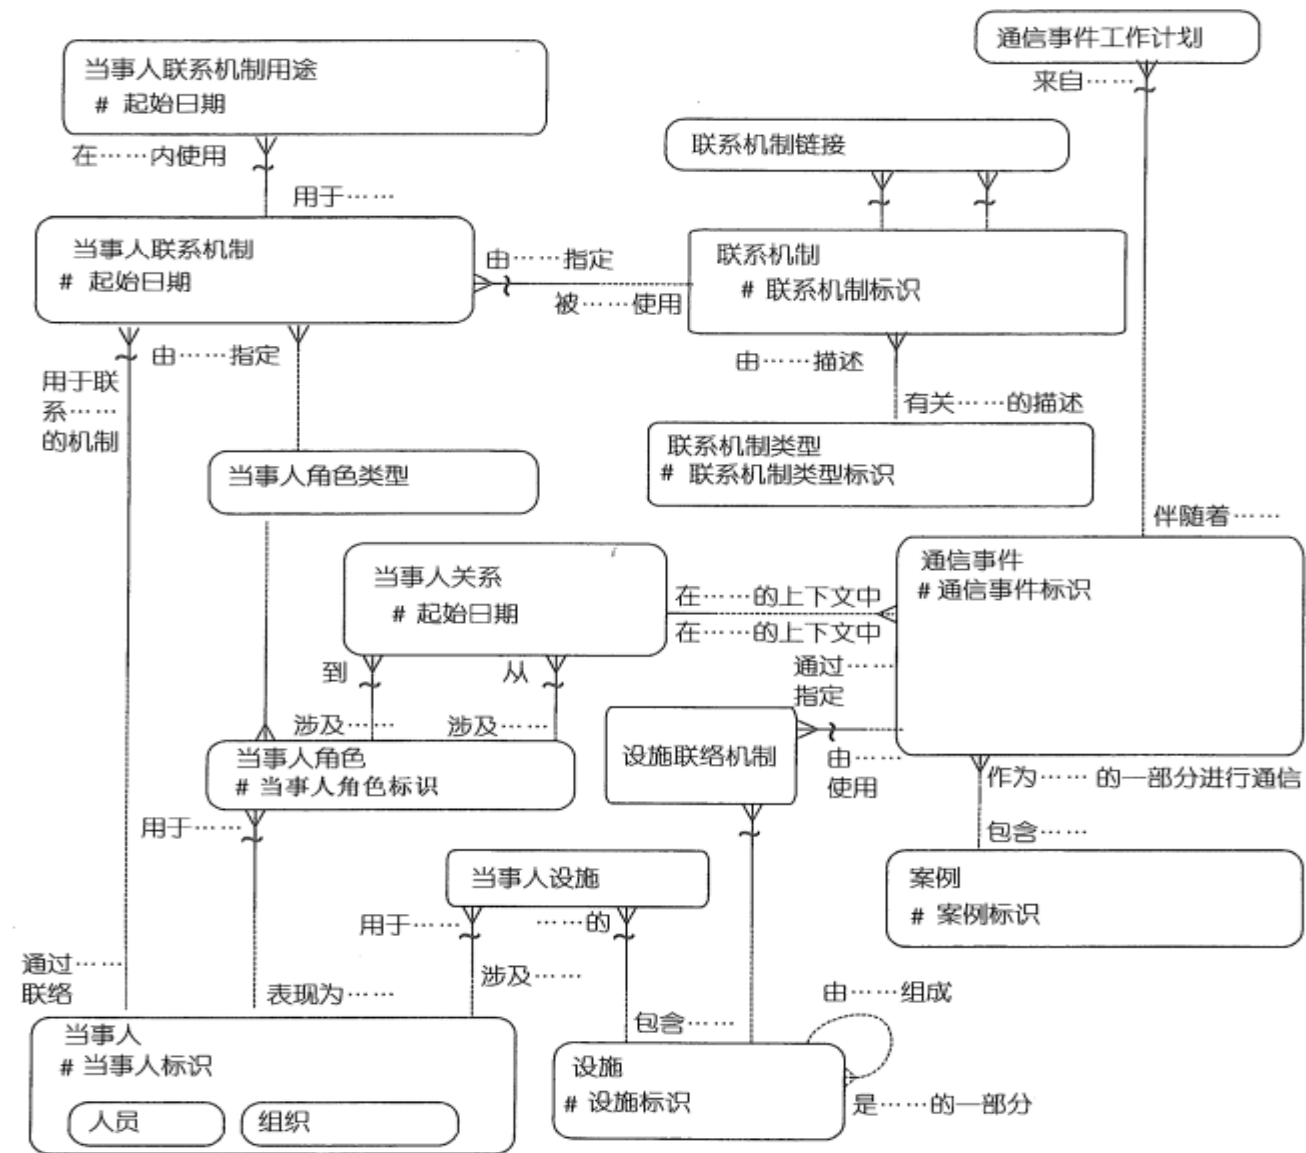 通信事件工作计划
来自……
当事人联系机制用途
# 起始日期
在……内使用
用于……
联系机制链接
当事人联系机制
# 起始日期
由……指定
被……使用
联系机制
# 联系机制标识
由……指定
用于联
系……
的机制
由……描述
有关……的描述
联系机制类型
# 联系机制类型标识
当事人角色类型
伴随着……
当事人关系
# 起始日期
在……的上下文中
在……的上下文中
通信事件
# 通信事件标识
到
从
通过……
指定
涉及……
涉及……
当事人角色
# 当事人角色标识
设施联络机制
由……
使用
作为…… 的一部分进行通信
用于……
包含……
当事人设施
案例
# 案例标识
用于……
……的
通过……
联络
表现为……
涉及……
包含……
由……组成
当事人
# 当事人标识
人员
组织
设施
# 设施标识
是……的一部分